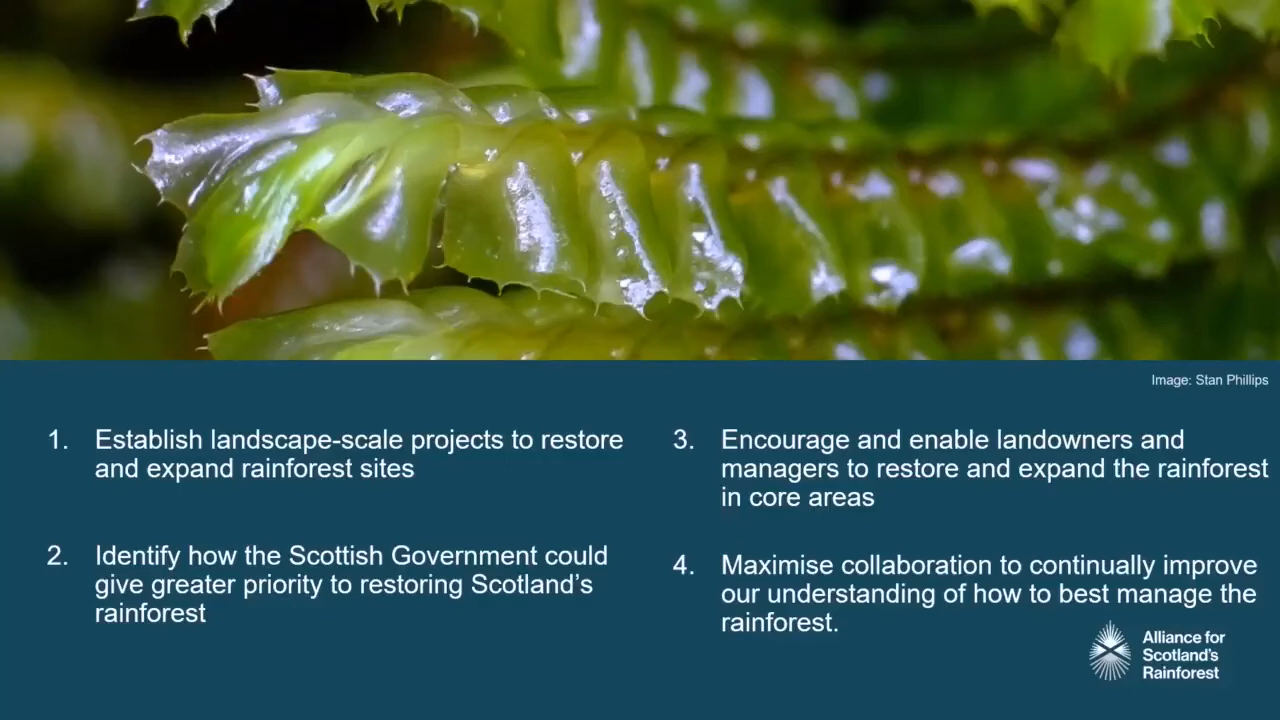 Image: Stan Phillips
1. Establish landscape-scale projects to restore
and expand rainforest sites
2. Identify how the Scottish Government could
give greater priority to restoring Scotland’s
rainforest
3. Encourage and enable landowners and
managers to restore and expand the rainforest
in core areas
4. Maximise collaboration to continually improve
our understanding of how to best manage the
rainforest.
Alliance for
Scotland's
Rainforest